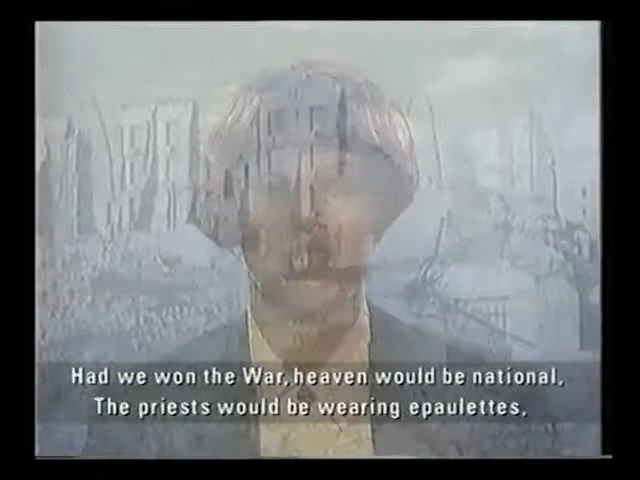 Had we won the War, heaven would be national,
The priests would be wearing epaulettes,